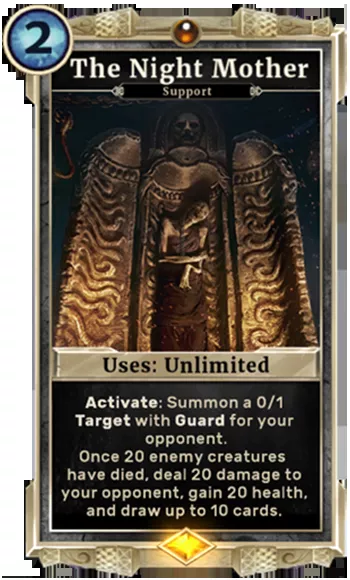 2
The Night Mother
Support
Uses: Unlimited
Activate: Summon a 0/1
Target with Guard for your
opponent.
Once 20 enemy creatures
have died, deal 20 damage to
your opponent, gain 20 health,
and draw up to 10 cards.